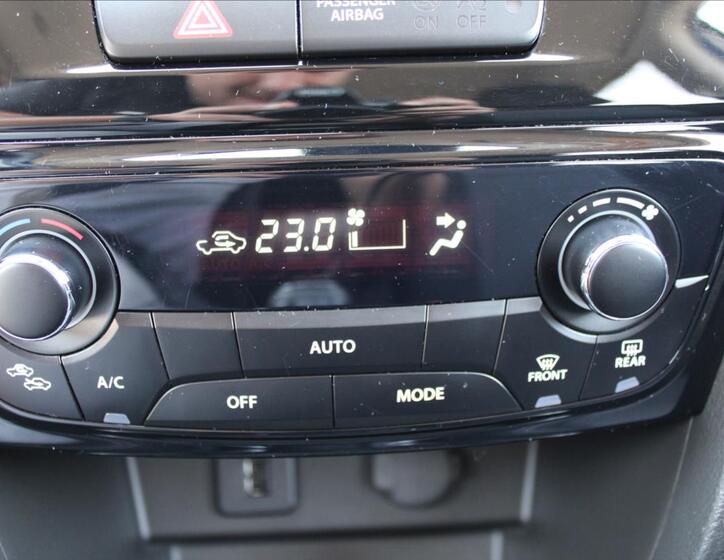 PASSENGER
AIRBAG
ON
OFF
23.0
AUTO
A/C
OFF
MODE
FRONT
REAR